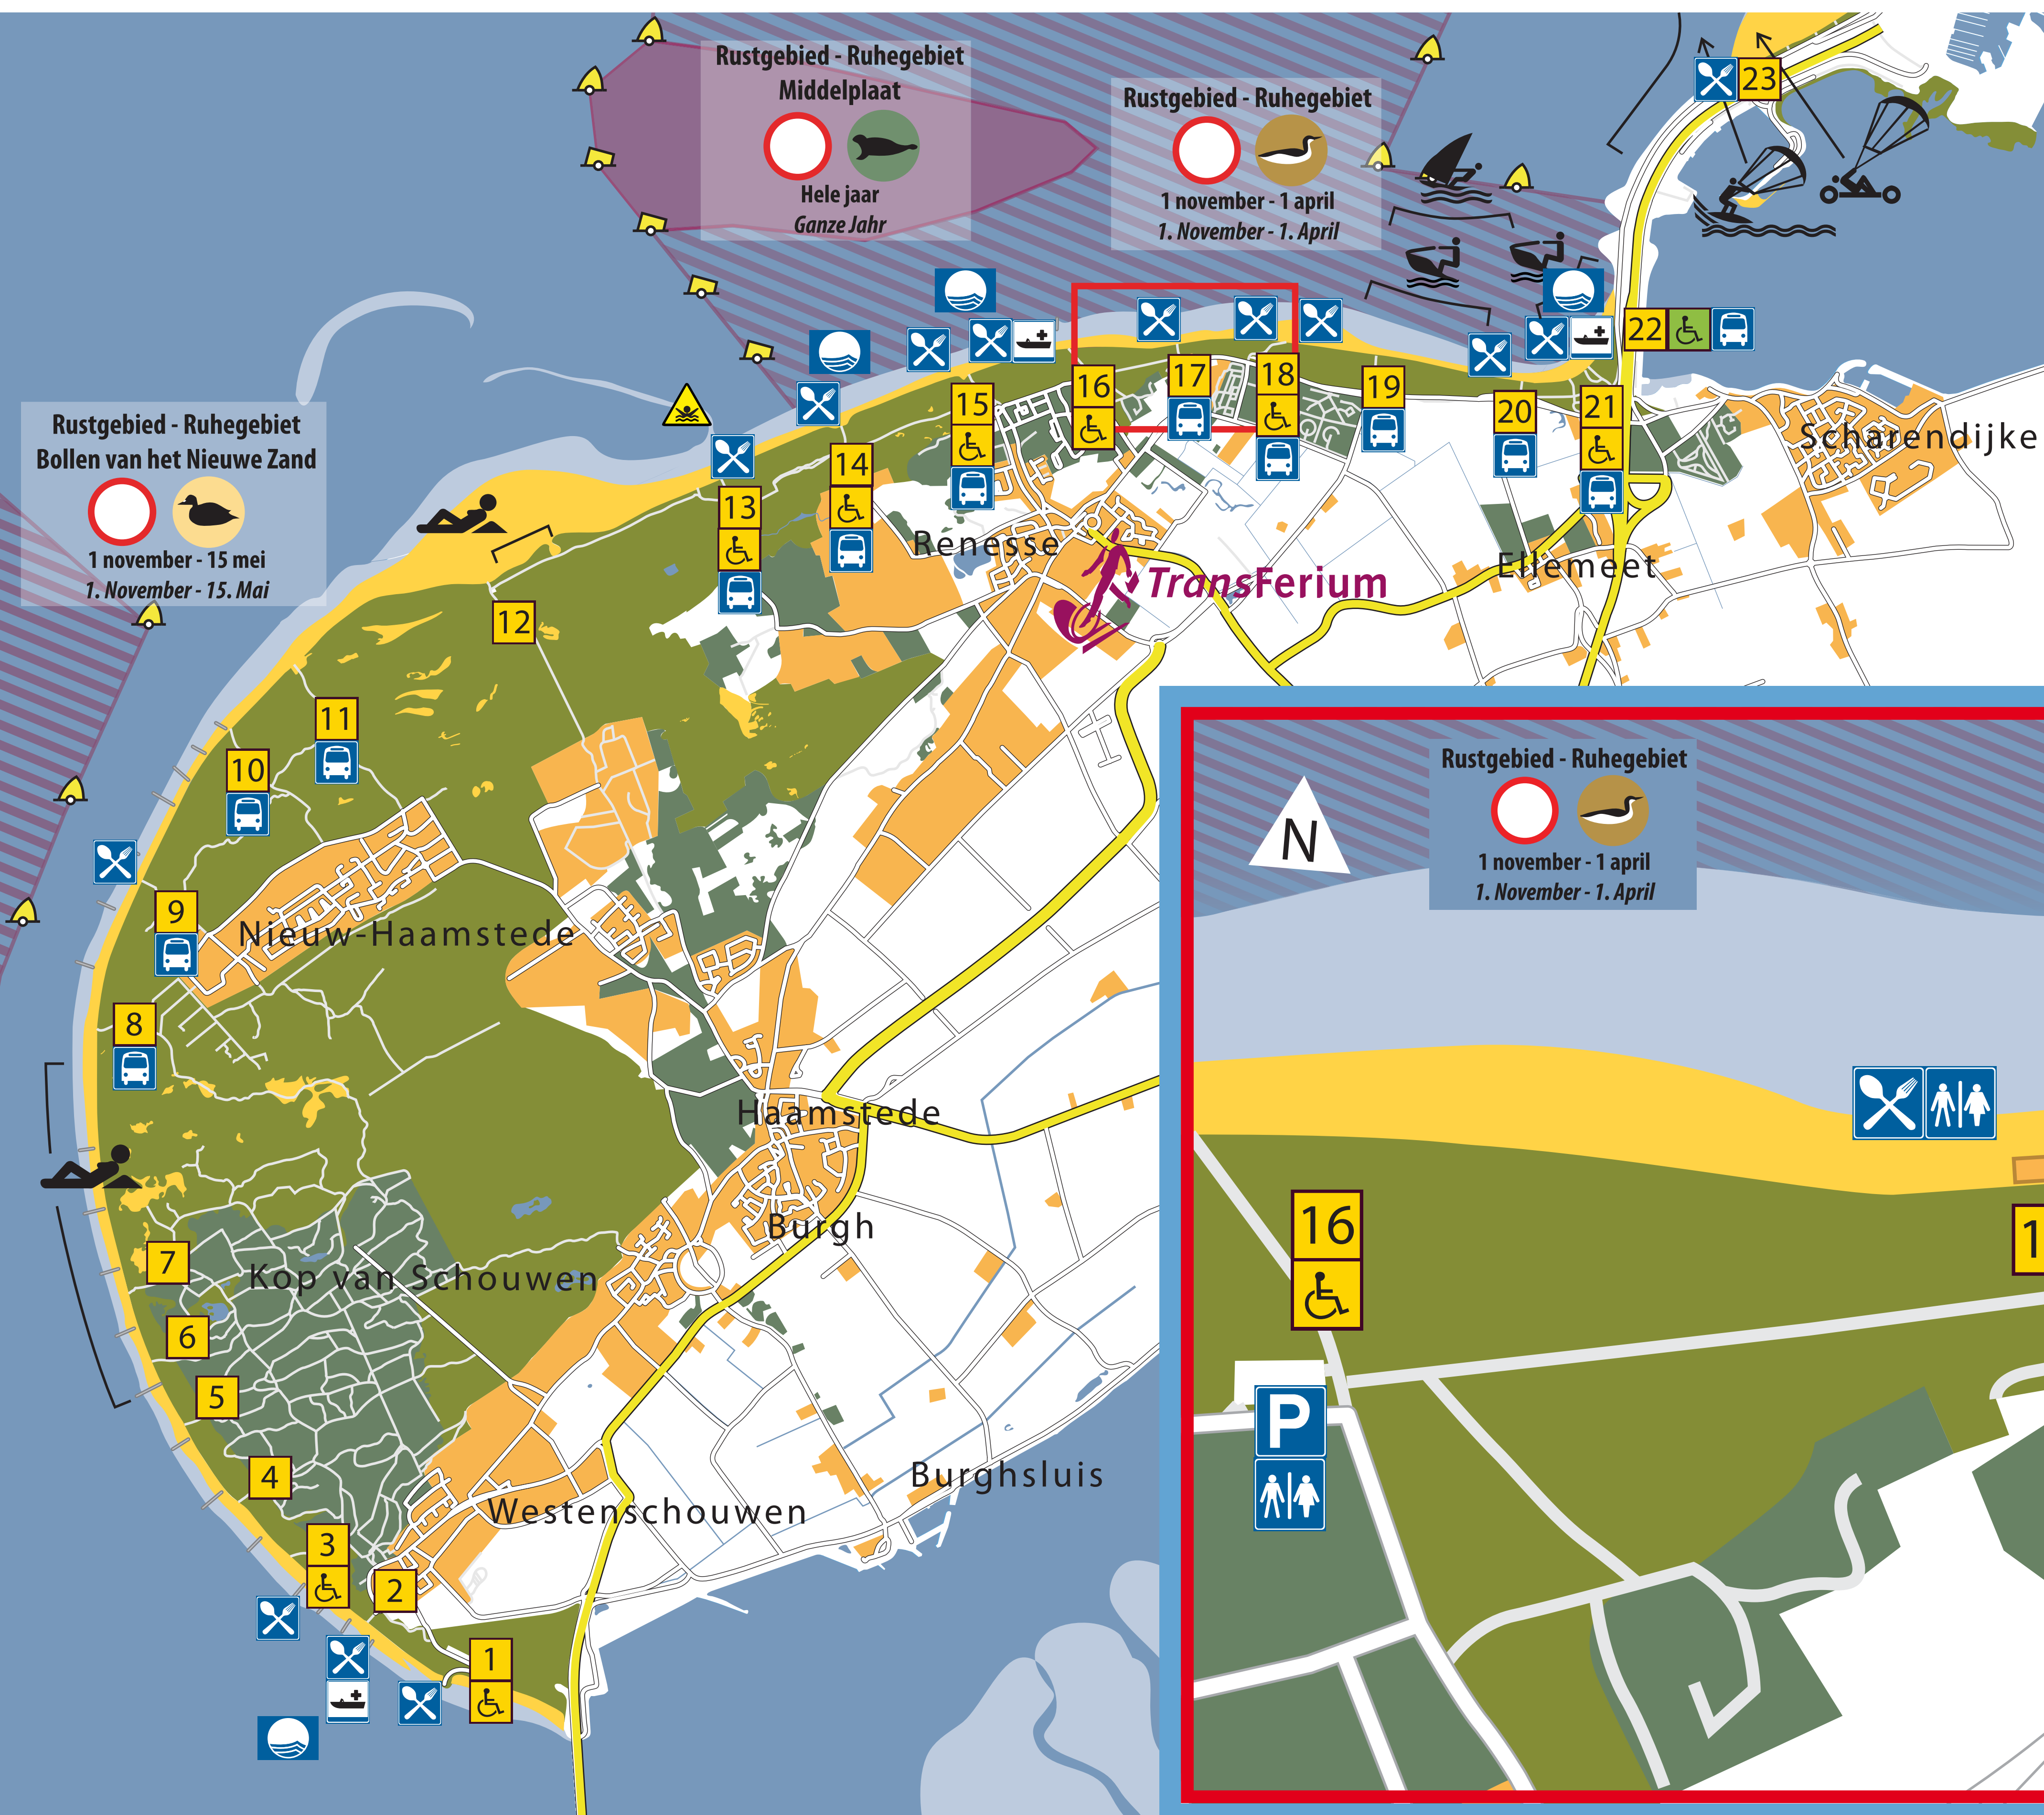 Rustgebied - Ruhegebiet
Middelplaat
Hele jaar
Ganze Jahr
Rustgebied - Ruhegebiet
1 november - 1 april
1. November - 1. April
23
22
16
17
18
19
15
20
21
14
13
Scharendijke
Rustgebied - Ruhegebiet
Bollen van het Nieuwe Zand
1 november - 15 mei
1. November - 15. Mai
Renesse
Ellemeet
TransFerium
12
11
10
9
Nieuw-Haamstede
8
Haamstede
Burgh
7
Kop van Schouwen
6
5
4
Burghsluis
Westenschouwen
3
2
1
Rustgebied - Ruhegebiet
1 november - 1 april
1. November - 1. April
N
16
P